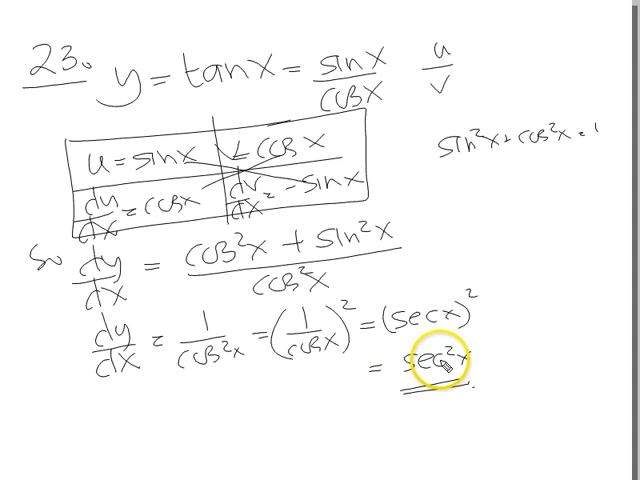 23. y = tanx = sinx/cosx u/v
sin²x + cos²x = 1
u = sinx v = cosx
du/dx = cosx dv/dx = -sinx
So dy/dx = cos²x + sin²x / cos²x
dy/dx = 1/cos²x = (1/cosx)² = (secx)²
= sec²x.